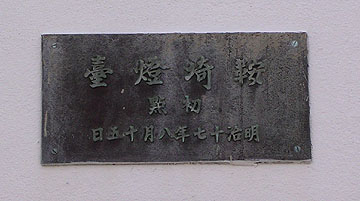 鞍埼燈臺
初點
明治十七年八月十五日